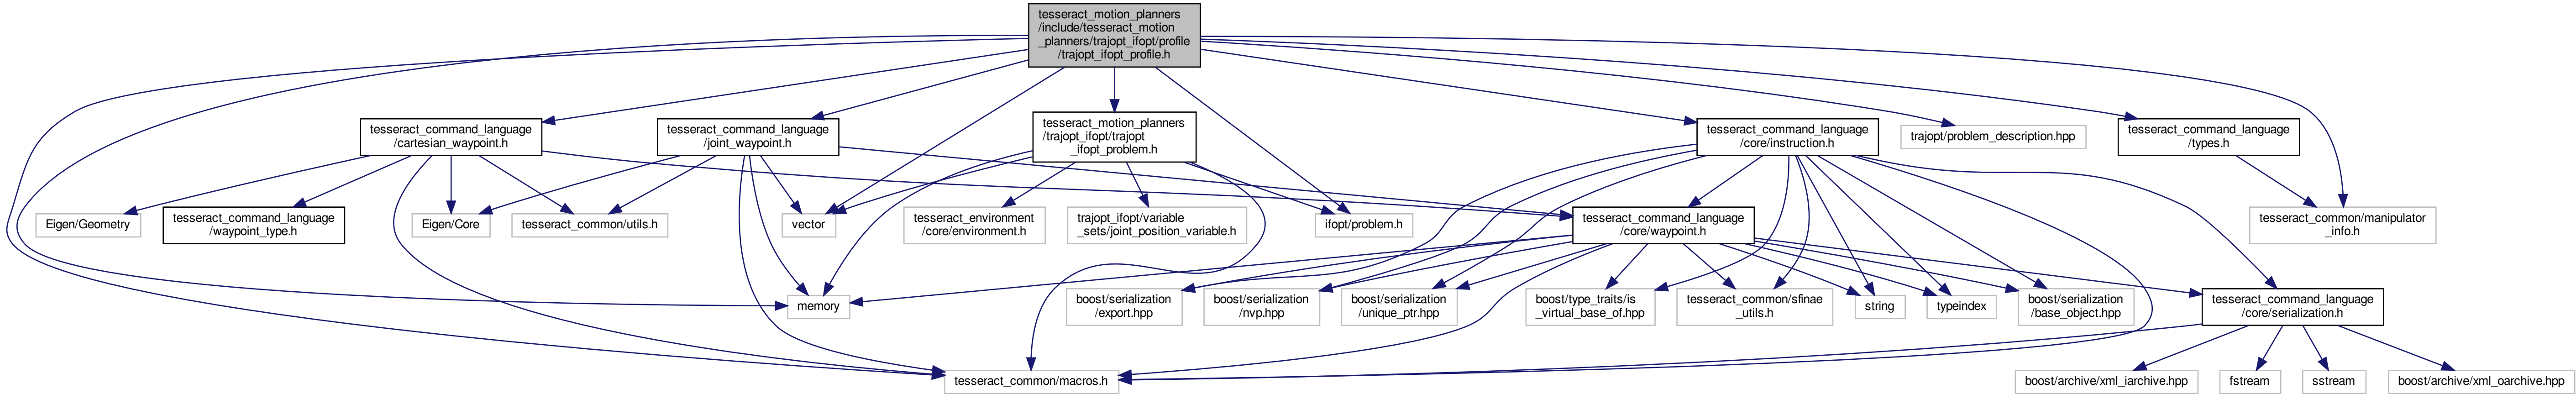 tesseract_motion_planners
/include/tesseract_motion
_planners/trajopt_ifopt/profile
/trajopt_ifopt_profile.h
tesseract_command_language
/cartesian_waypoint.h
tesseract_command_language
/joint_waypoint.h
tesseract_motion_planners
/trajopt_ifopt/trajopt
_ifopt_problem.h
tesseract_command_language
/core/instruction.h
trajopt/problem_description.hpp
tesseract_command_language
/types.h
Eigen/Geometry
tesseract_command_language
/waypoint_type.h
Eigen/Core
tesseract_common/utils.h
vector
tesseract_environment
/core/environment.h
trajopt_ifopt/variable
_sets/joint_position_variable.h
ifopt/problem.h
tesseract_command_language
/core/waypoint.h
tesseract_common/manipulator
_info.h
memory
boost/serialization
/export.hpp
boost/serialization
/nvp.hpp
boost/serialization
/unique_ptr.hpp
boost/type_traits/is
_virtual_base_of.hpp
tesseract_common/sfinae
_utils.h
string
typeindex
boost/serialization
/base_object.hpp
tesseract_command_language
/core/serialization.h
tesseract_common/macros.h
boost/archive/xml_iarchive.hpp
fstream
sstream
boost/archive/xml_oarchive.hpp